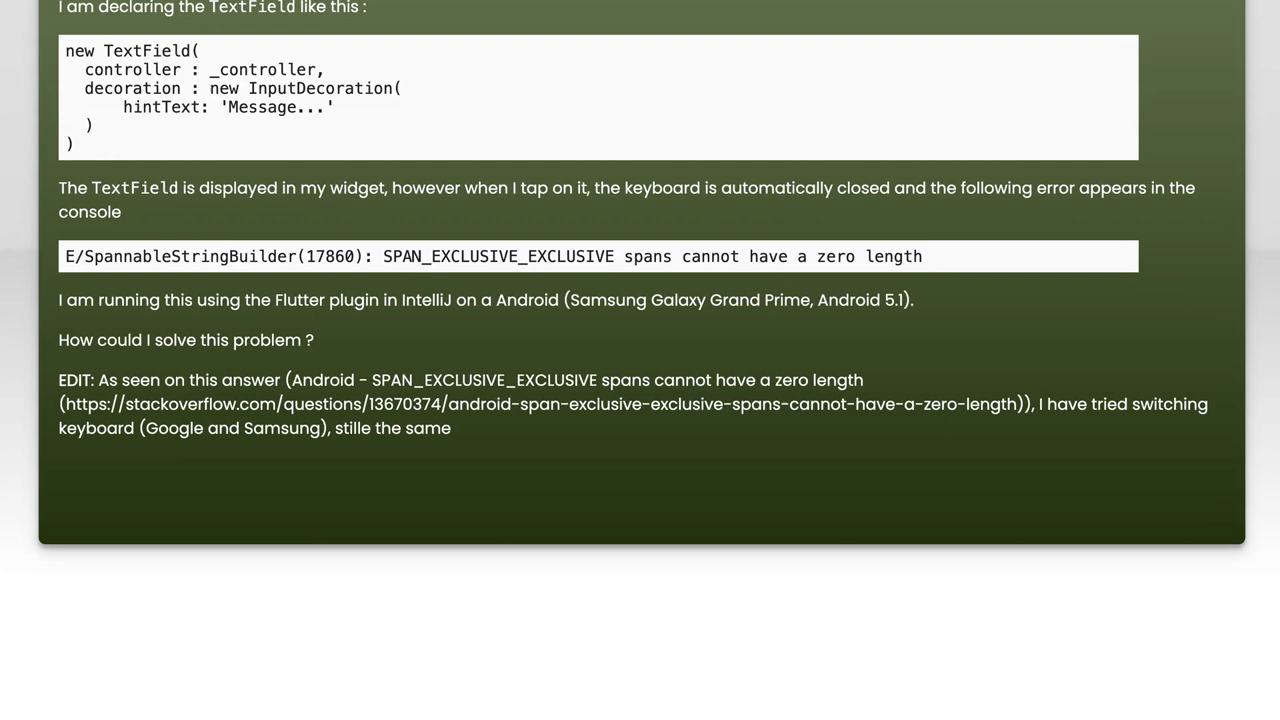 I am declaring the TextField like this :
new TextField(
  controller : _controller,
  decoration : new InputDecoration(
      hintText: 'Message...'
  )
)
The TextField is displayed in my widget, however when I tap on it, the keyboard is automatically closed and the following error appears in the
console
E/SpannableStringBuilder(17860): SPAN_EXCLUSIVE_EXCLUSIVE spans cannot have a zero length
I am running this using the Flutter plugin in IntelliJ on a Android (Samsung Galaxy Grand Prime, Android 5.1).
How could I solve this problem ?
EDIT: As seen on this answer (Android - SPAN_EXCLUSIVE_EXCLUSIVE spans cannot have a zero length
(https://stackoverflow.com/questions/13670374/android-span-exclusive-exclusive-spans-cannot-have-a-zero-length)), I have tried switching
keyboard (Google and Samsung), stille the same